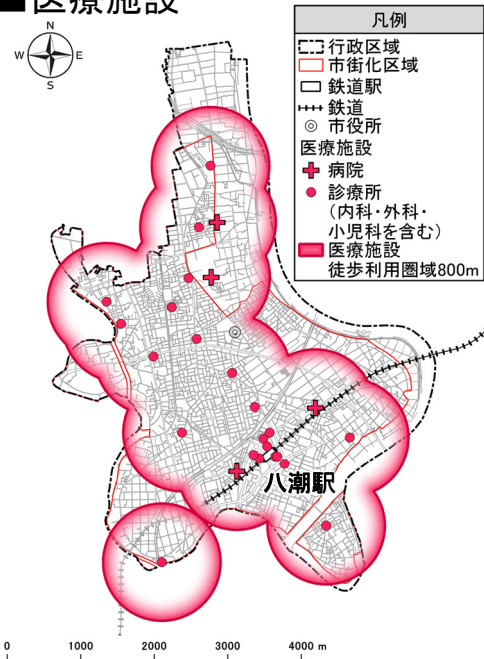 ■医療施設
N
W E
S
凡例
行政区域
市街化区域
鉄道駅
鉄道
市役所
医療施設
病院
診療所
(内科・外科・
小児科を含む)
医療施設
徒歩利用圏域800m
八潮駅
0 1000 2000 3000 4000 m